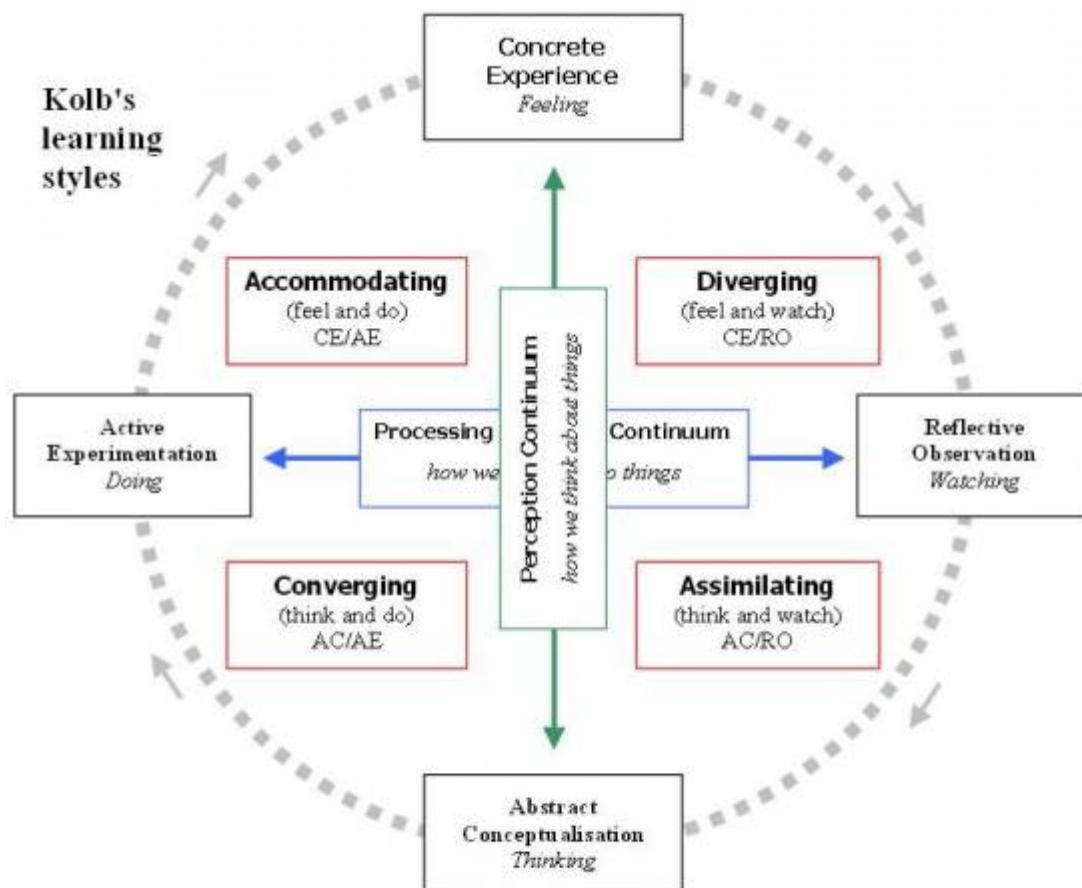 Kolb's
learning
styles
Concrete
Experience
Feeling
Accommodating
(feel and do)
CE/AE
Diverging
(feel and watch)
CE/RO
Active
Experimentation
Doing
Processing Continuum
how we things
Perception Continuum
how we think about things
Reflective
Observation
Watching
Converging
(think and do)
AC/AE
Assimilating
(think and watch)
AC/RO
Abstract
Conceptualisation
Thinking